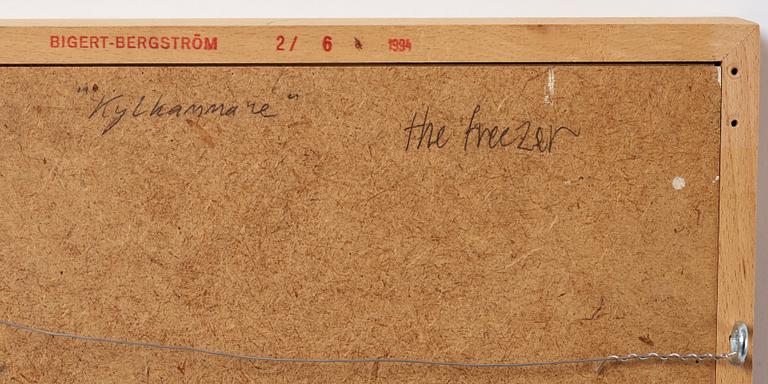 BIGERT-BERGSTRÖM 2/ 6 1994
"Kylkammare"
the freezer